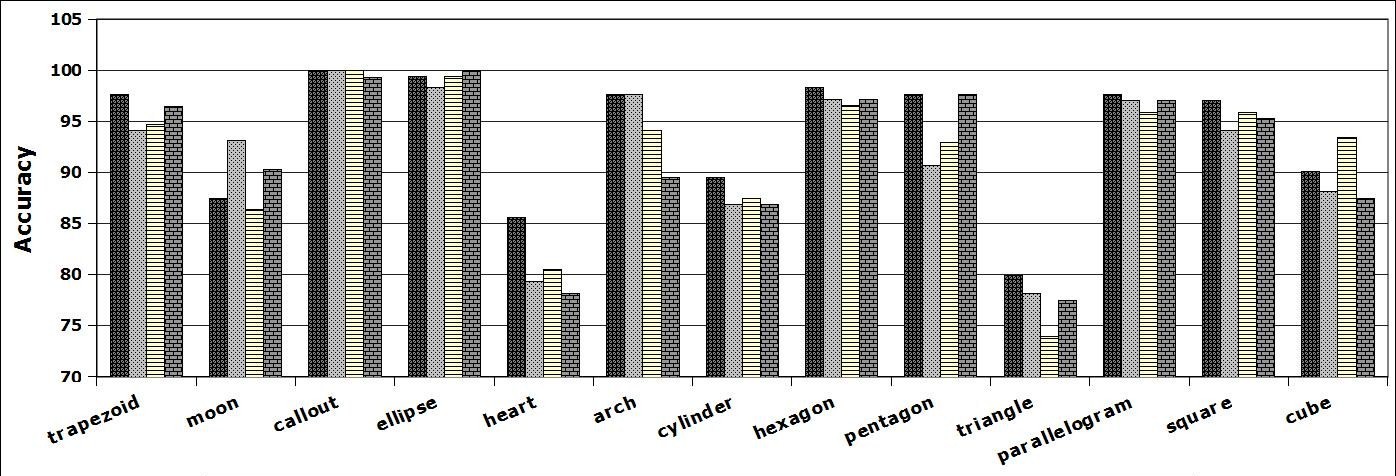 105
100
95
90
85
80
75
70
Accuracy
trapezoid
moon
callout
ellipse
heart
arch
cylinder
hexagon
pentagon
triangle
parallelogram
square
cube